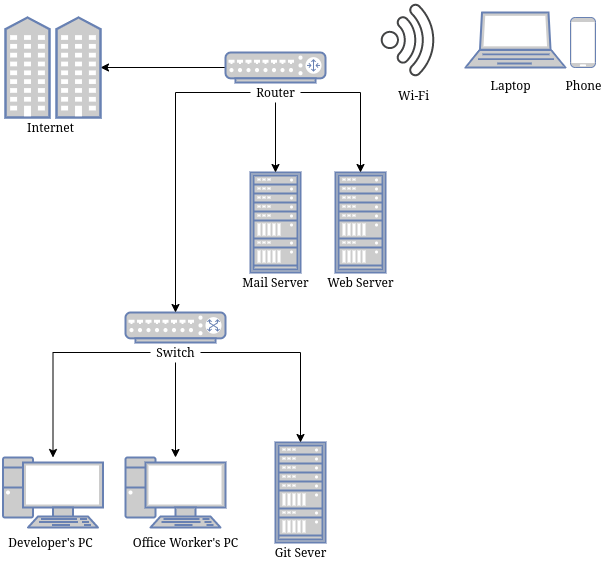 Internet
Router
Wi-Fi
Laptop
Phone
Mail Server
Web Server
Switch
Developer's PC
Office Worker's PC
Git Sever